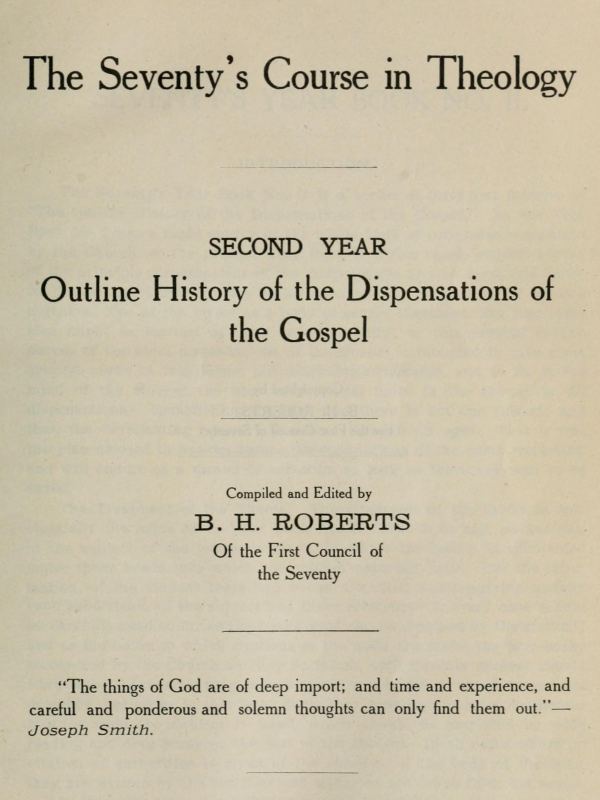 The Seventy's Course in Theology
SECOND YEAR
Outline History of the Dispensations of
the Gospel
Compiled and Edited by
B. H. ROBERTS
Of the First Council of
the Seventy
"The things of God are of deep import; and time and experience, and
careful and ponderous and solemn thoughts can only find them out."—
Joseph Smith.